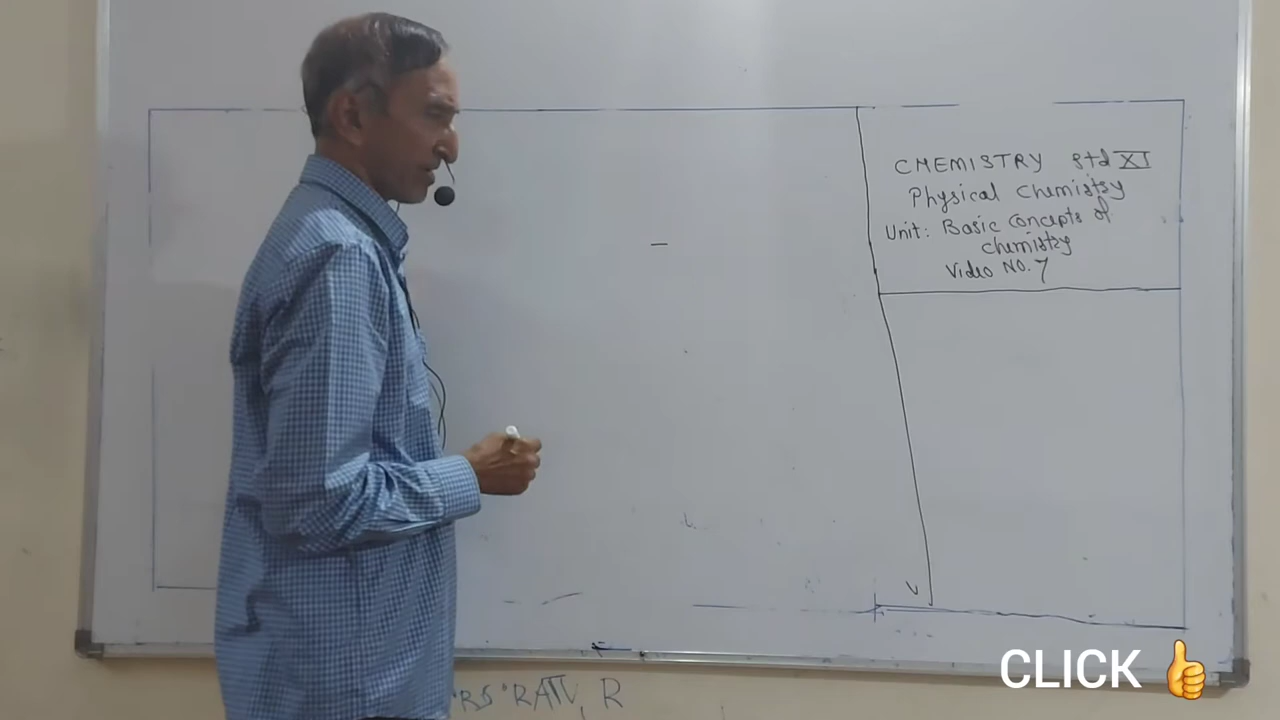 CHEMISTRY Std XI
Physical Chemistry
Unit: Basic Concepts of
chemistry
Video NO. 7
CLICK 👍